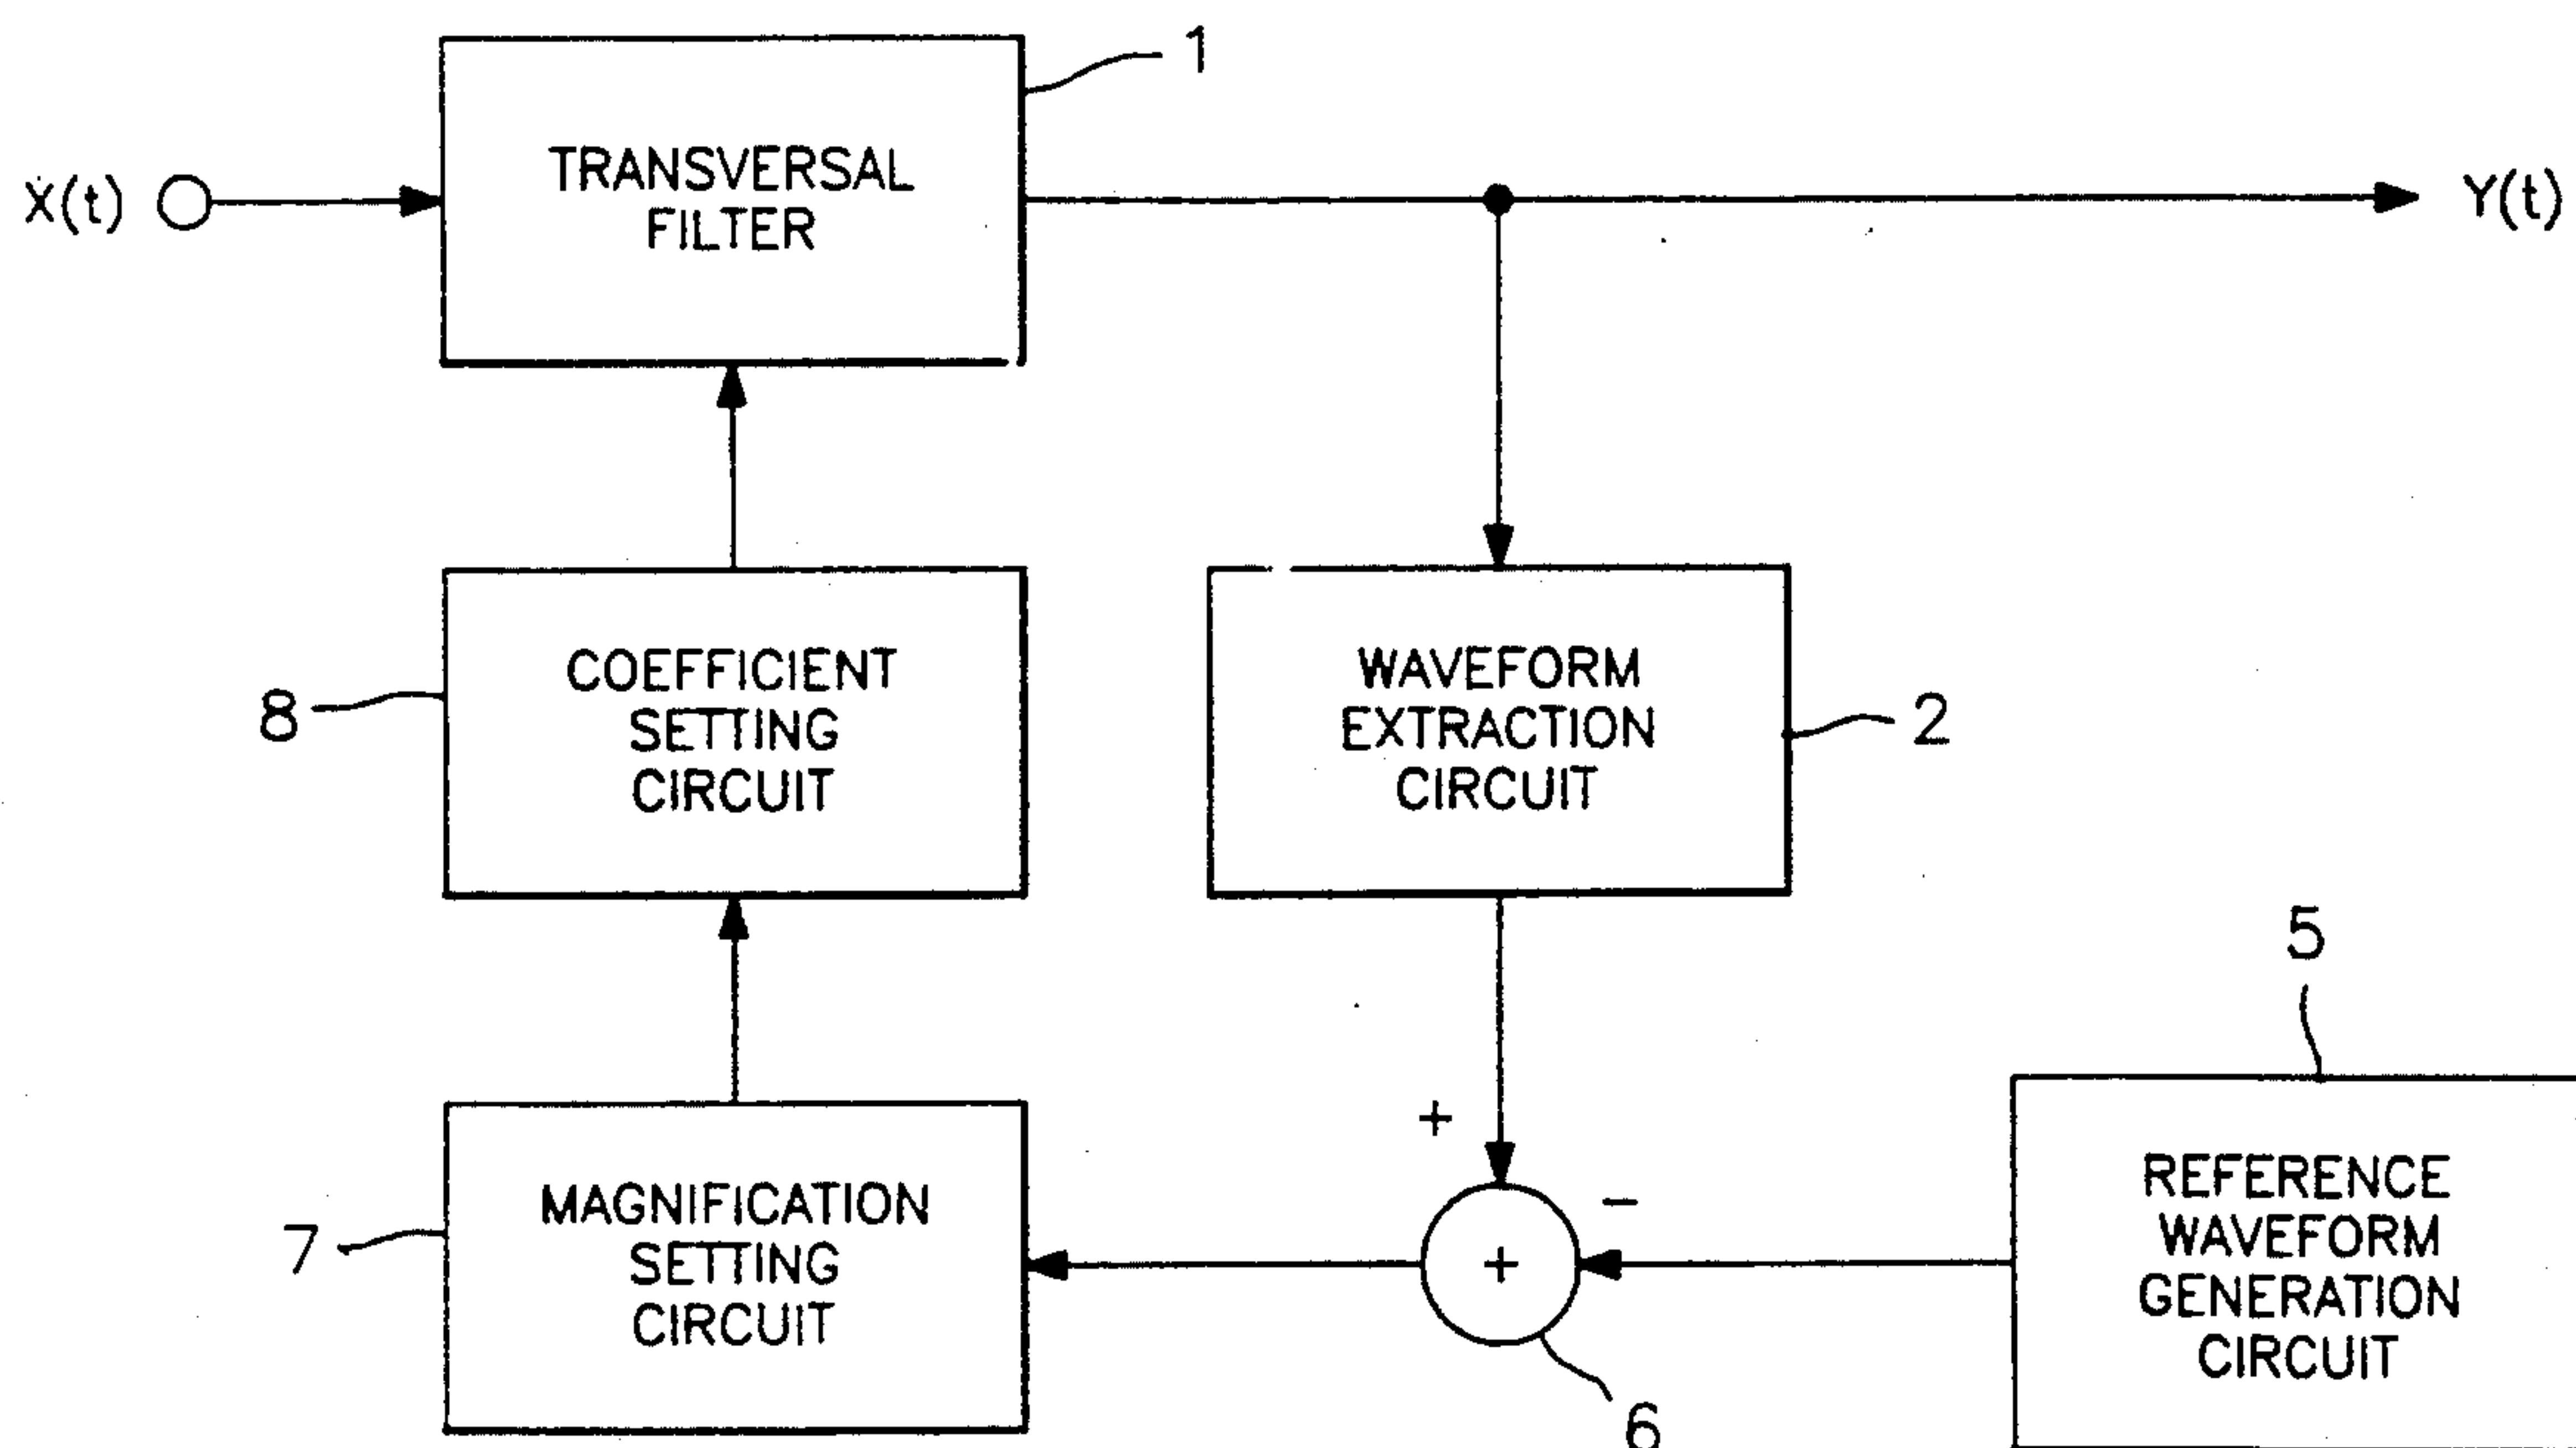 1
X(t)
TRANSVERSAL
FILTER
Y(t)
8
COEFFICIENT
SETTING
CIRCUIT
WAVEFORM
EXTRACTION
CIRCUIT
2
5
+
7
MAGNIFICATION
SETTING
CIRCUIT
+
−
REFERENCE
WAVEFORM
GENERATION
CIRCUIT
6